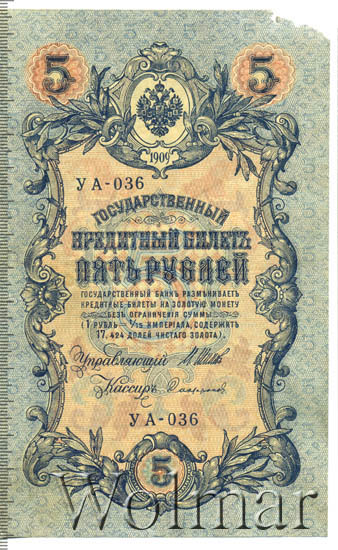 5 5
1909
УА-036
ГОСУДАРСТВЕННЫЙ
КРЕДИТНЫЙ БИЛЕТЪ
ПЯТЬ РУБЛЕЙ
ГОСУДАРСТВЕННЫЙ БАНКЪ РАЗМѢНИВАЕТЪ
КРЕДИТНЫЕ БИЛЕТЫ НА ЗОЛОТУЮ МОНЕТУ
БЕЗЪ ОГРАНИЧЕНІЯ СУММЫ
(1 РУБЛЬ = 1/15 ИМПЕРІАЛА, СОДЕРЖИТЪ
17,424 ДОЛЕЙ ЧИСТАГО ЗОЛОТА).
Управляющій
Кассиръ
УА-036
5
Wolmar